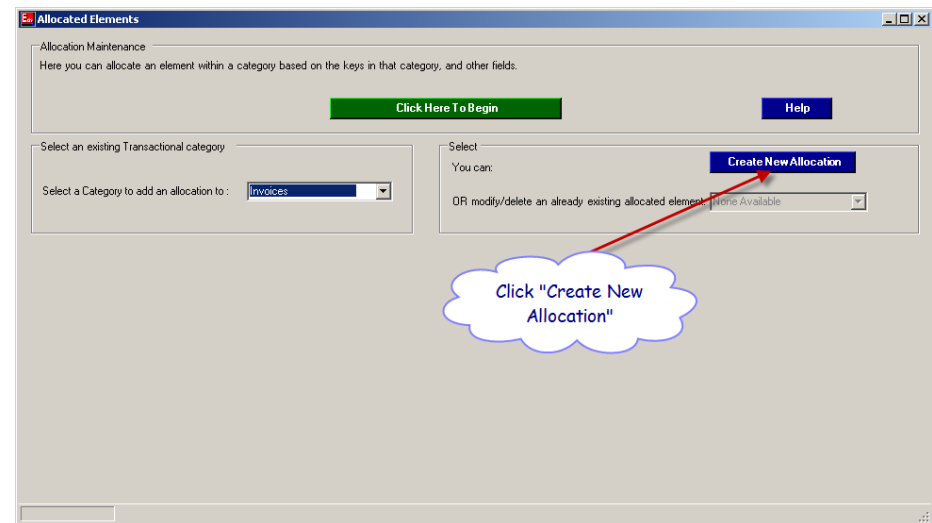 Allocated Elements
Allocation Maintenance
Here you can allocate an element within a category based on the keys in that category, and other fields.
Click Here To Begin
Help
Select an existing Transactional category
Select
You can:
Create New Allocation
Select a Category to add an allocation to :
Invoices
OR modify/delete an already existing allocated element:
None Available
Click "Create New
Allocation"